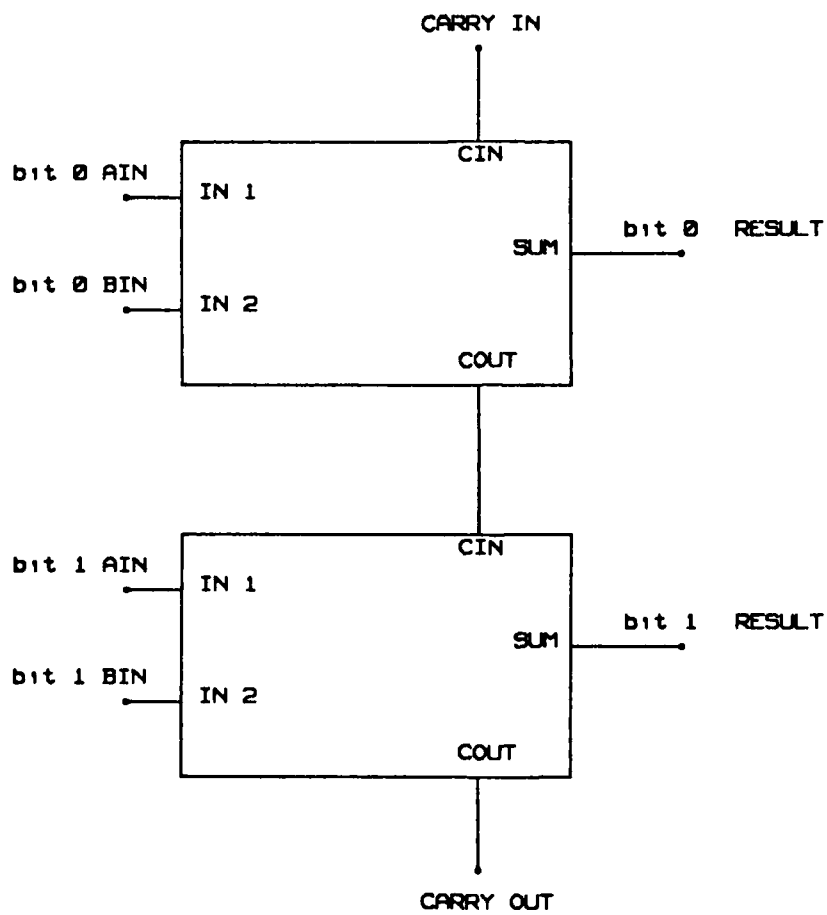 CARRY IN
CIN
bit 0 AIN
IN 1
bit 0 RESULT
SUM
bit 0 BIN
IN 2
COUT
CIN
bit 1 AIN
IN 1
bit 1 RESULT
SUM
bit 1 BIN
IN 2
COUT
CARRY OUT